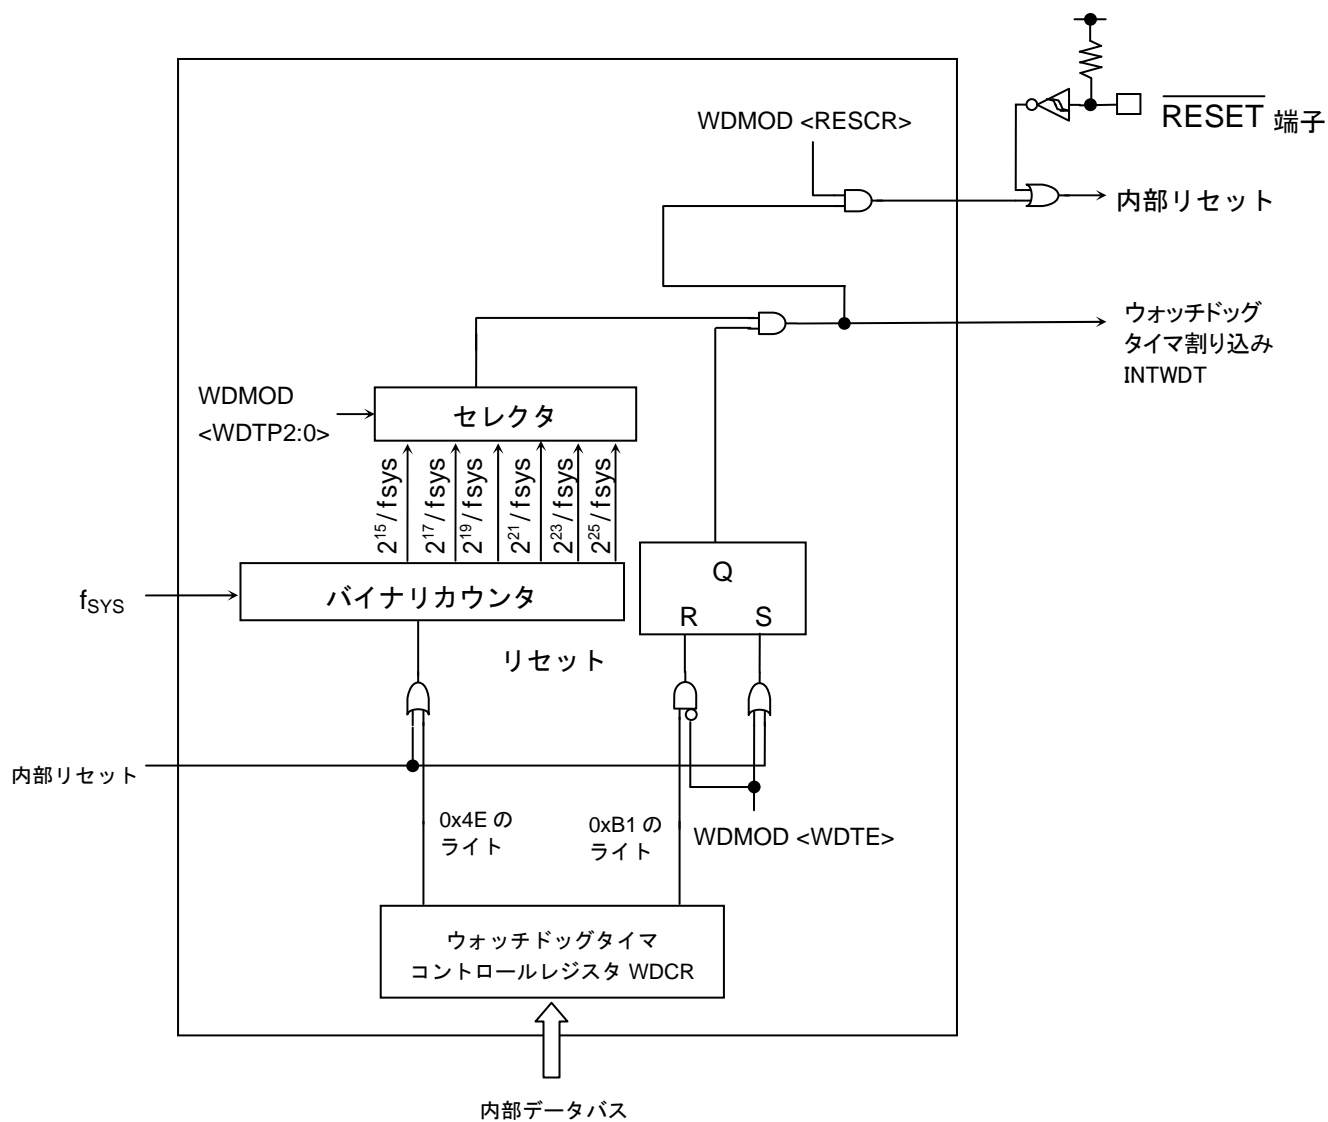 WDMOD <RESCR>
RESET 端子
内部リセット
ウォッチドッグ
タイマ割り込み
INTWDT
WDMOD
<WDTP2:0>
セレクタ
2¹⁵/fsys
2¹⁷/fsys
2¹⁹/fsys
2²¹/fsys
2²³/fsys
2²⁵/fsys
fSYS
バイナリカウンタ
Q
R S
リセット
内部リセット
0x4E の
ライト
0xB1 の
ライト
WDMOD <WDTE>
ウォッチドッグタイマ
コントロールレジスタ WDCR
内部データバス